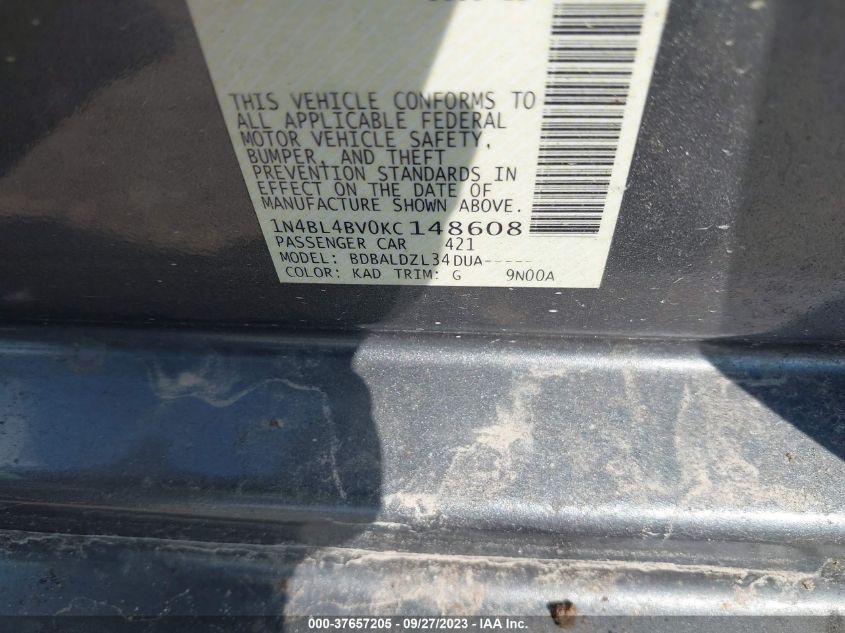 THIS VEHICLE CONFORMS TO
ALL APPLICABLE FEDERAL
MOTOR VEHICLE SAFETY,
BUMPER, AND THEFT
PREVENTION STANDARDS IN
EFFECT ON THE DATE OF
MANUFACTURE SHOWN ABOVE.
1N4BL4BV0KC148608
PASSENGER CAR 421
MODEL: BDBALDZL34DUA-----
COLOR: KAD TRIM: G 9N00A
000-37657205 - 09/27/2023 - IAA Inc.